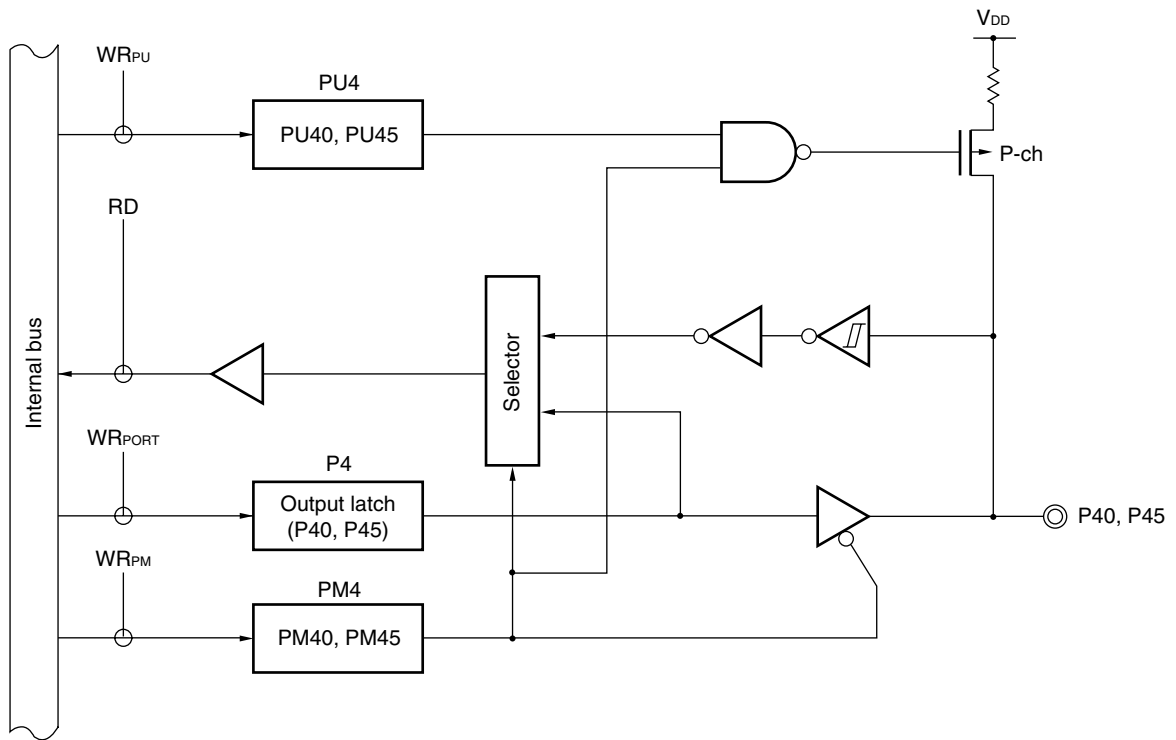 VDD
WRPU
PU4
PU40, PU45
P-ch
RD
Internal bus
Selector
WRPORT
P4
Output latch
(P40, P45)
P40, P45
WRPM
PM4
PM40, PM45